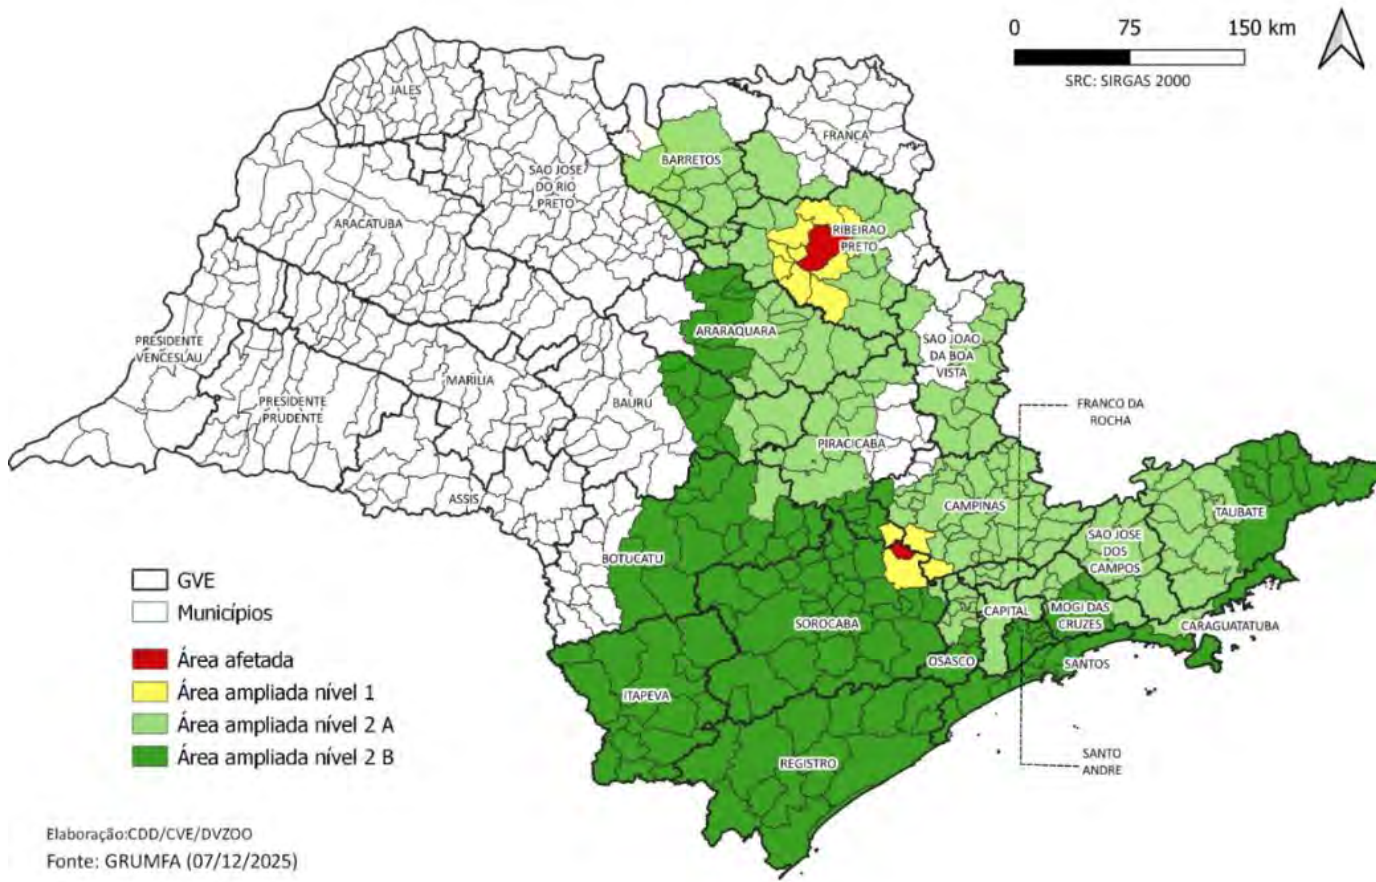 0 75 150 km
SRC: SIRGAS 2000
JALES
FRANCA
BARRETOS
SAO JOSE
DO RIO
PRETO
ARACATUBA
RIBEIRAO
PRETO
PRESIDENTE
VENCESLAU
ARARAQUARA
SAO JOAO
DA BOA
VISTA
MARILIA
PRESIDENTE
PRUDENTE
BAURU
FRANCO DA
ROCHA
PIRACICABA
ASSIS
CAMPINAS
TAUBATE
SAO JOSE
DOS
CAMPOS
BOTUCATU
CAPITAL
MOGI DAS
CRUZES
SOROCABA
CARAGUATATUBA
OSASCO
SANTOS
ITAPEVA
REGISTRO
SANTO
ANDRE
GVE
Municípios
Área afetada
Área ampliada nível 1
Área ampliada nível 2 A
Área ampliada nível 2 B
Elaboração:CDD/CVE/DVZOO
Fonte: GRUMFA (07/12/2025)